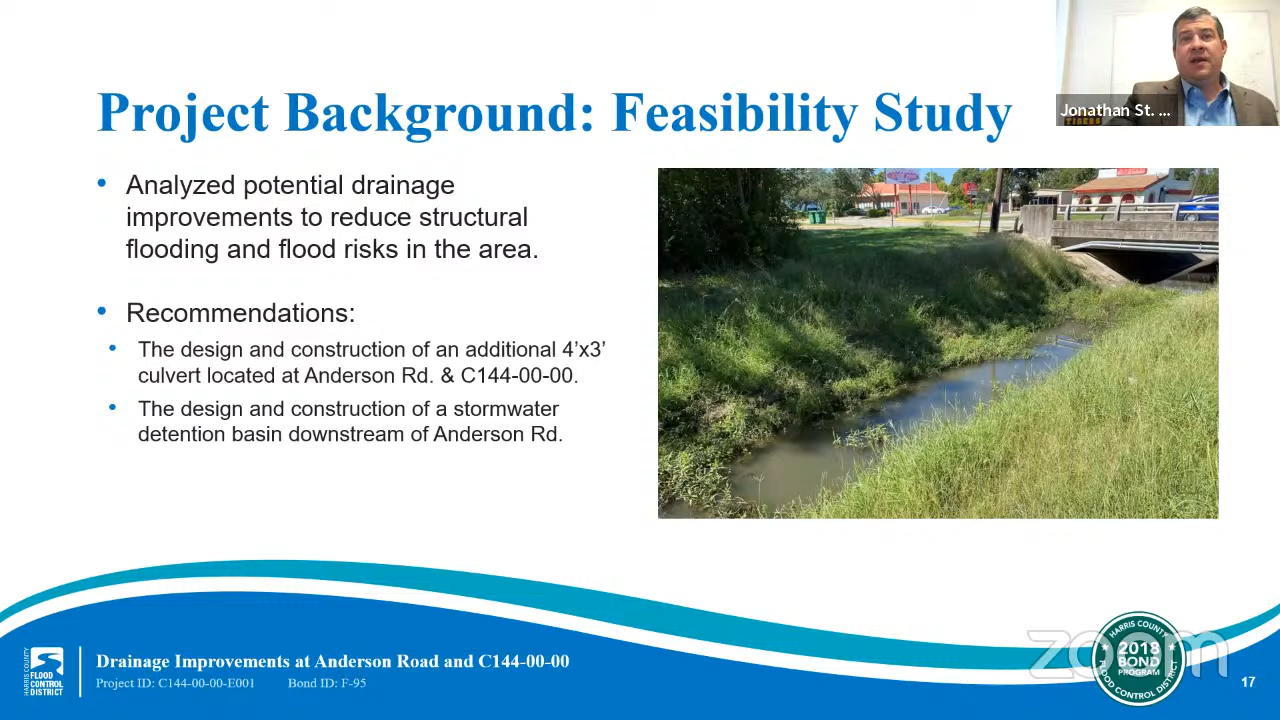 Jonathan St. ...
TIGERS
Project Background: Feasibility Study
• Analyzed potential drainage
improvements to reduce structural
flooding and flood risks in the area.
• Recommendations:
• The design and construction of an additional 4’x3’
culvert located at Anderson Rd. & C144-00-00.
• The design and construction of a stormwater
detention basin downstream of Anderson Rd.
HARRIS COUNTY
FLOOD
CONTROL
DISTRICT
Drainage Improvements at Anderson Road and C144-00-00
Project ID: C144-00-00-E001 Bond ID: F-95
zoom
HARRIS COUNTY
2018
BOND
PROGRAM
FLOOD CONTROL DISTRICT
17